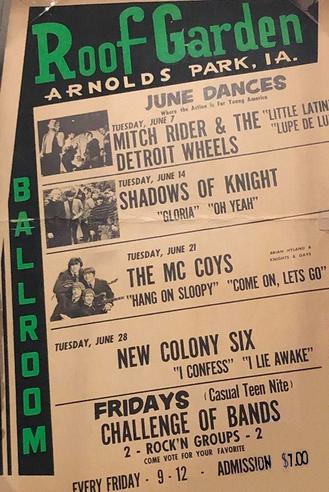 Roof Garden
ARNOLDS PARK, IA.
BALLROOM
JUNE DANCES
Where the Action Is For Young America
TUESDAY, JUNE 7
MITCH RIDER & THE "LITTLE LATIN
DETROIT WHEELS "LUPE DE LU
TUESDAY, JUNE 14
SHADOWS OF KNIGHT
"GLORIA" "OH YEAH"
TUESDAY, JUNE 21
BRIAN HYLAND &
KNIGHTS & DAYS
THE MC COYS
"HANG ON SLOOPY" "COME ON, LETS GO"
TUESDAY, JUNE 28
NEW COLONY SIX
"I CONFESS" "I LIE AWAKE"
FRIDAYS (Casual Teen Nite)
CHALLENGE OF BANDS
2 - ROCK'N GROUPS - 2
COME VOTE FOR YOUR FAVORITE
EVERY FRIDAY - 9 - 12 - ADMISSION $1.00